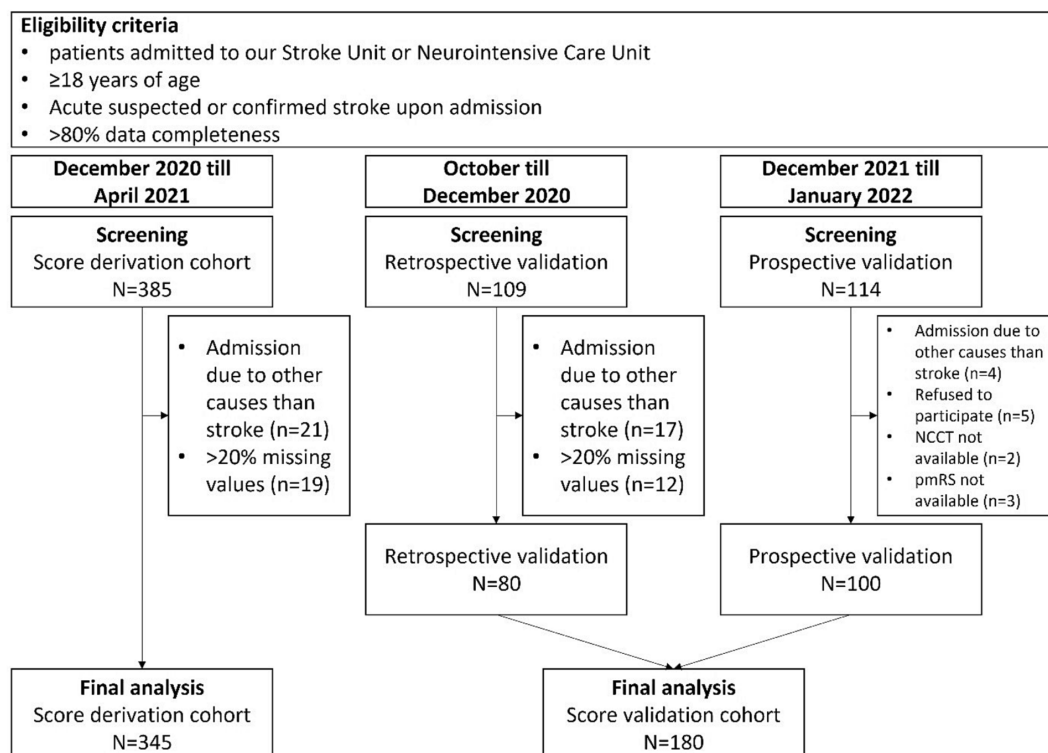 Eligibility criteria
• patients admitted to our Stroke Unit or Neurointensive Care Unit
• ≥18 years of age
• Acute suspected or confirmed stroke upon admission
• >80% data completeness
December 2020 till
April 2021
October till
December 2020
December 2021 till
January 2022
Screening
Score derivation cohort
N=385
Screening
Retrospective validation
N=109
Screening
Prospective validation
N=114
• Admission
due to other
causes than
stroke (n=21)
• >20% missing
values (n=19)
• Admission
due to other
causes than
stroke (n=17)
• >20% missing
values (n=12)
• Admission due to
other causes than
stroke (n=4)
• Refused to
participate (n=5)
• NCCT not
available (n=2)
• pmRS not
available (n=3)
Retrospective validation
N=80
Prospective validation
N=100
Final analysis
Score derivation cohort
N=345
Final analysis
Score validation cohort
N=180